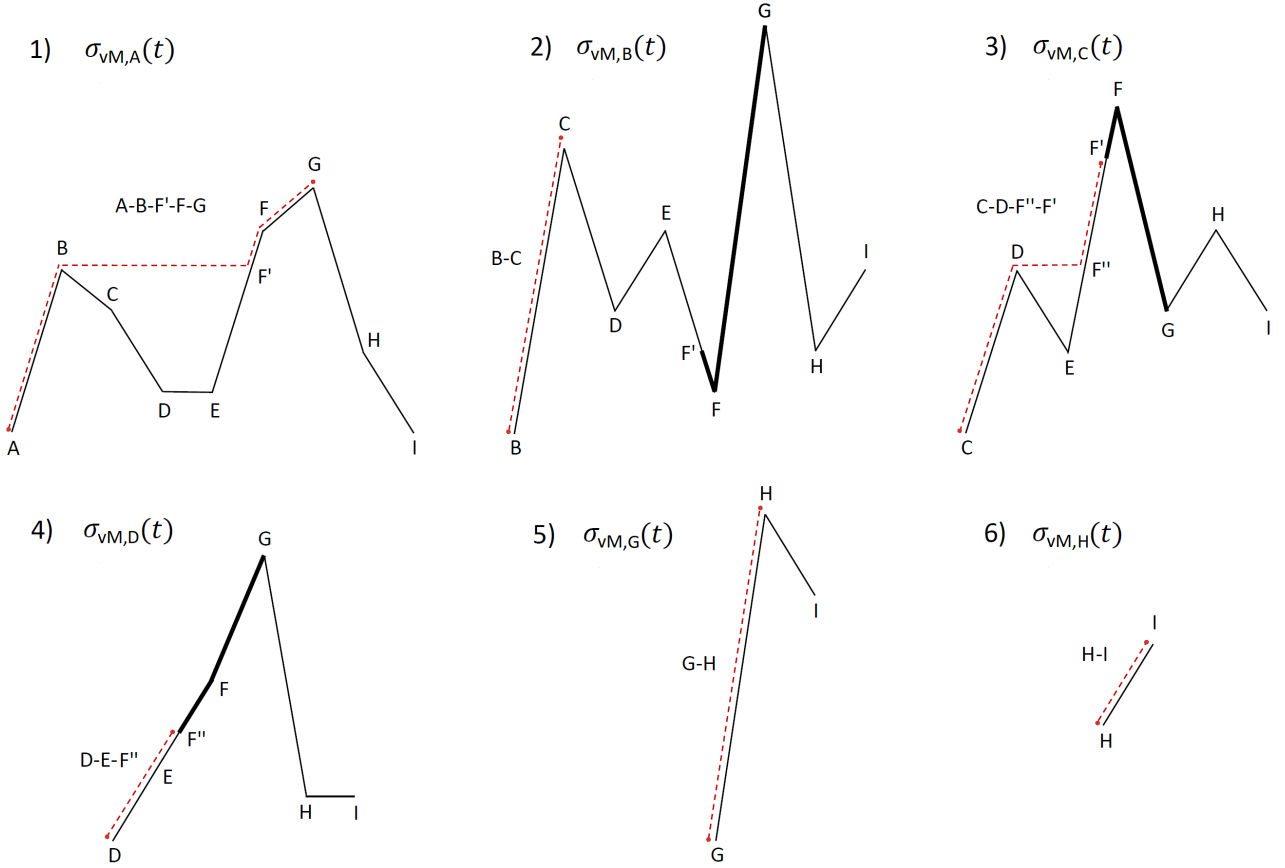 1) σvM,A(t)
A-B-F'-F-G
A
B
C
D
E
F'
F
G
H
I
2) σvM,B(t)
B-C
B
C
D
E
F'
F
G
H
I
3) σvM,C(t)
C-D-F''-F'
C
D
E
F''
F'
F
G
H
I
4) σvM,D(t)
D-E-F''
D
E
F''
F
G
H
I
5) σvM,G(t)
G-H
G
H
I
6) σvM,H(t)
H-I
H
I